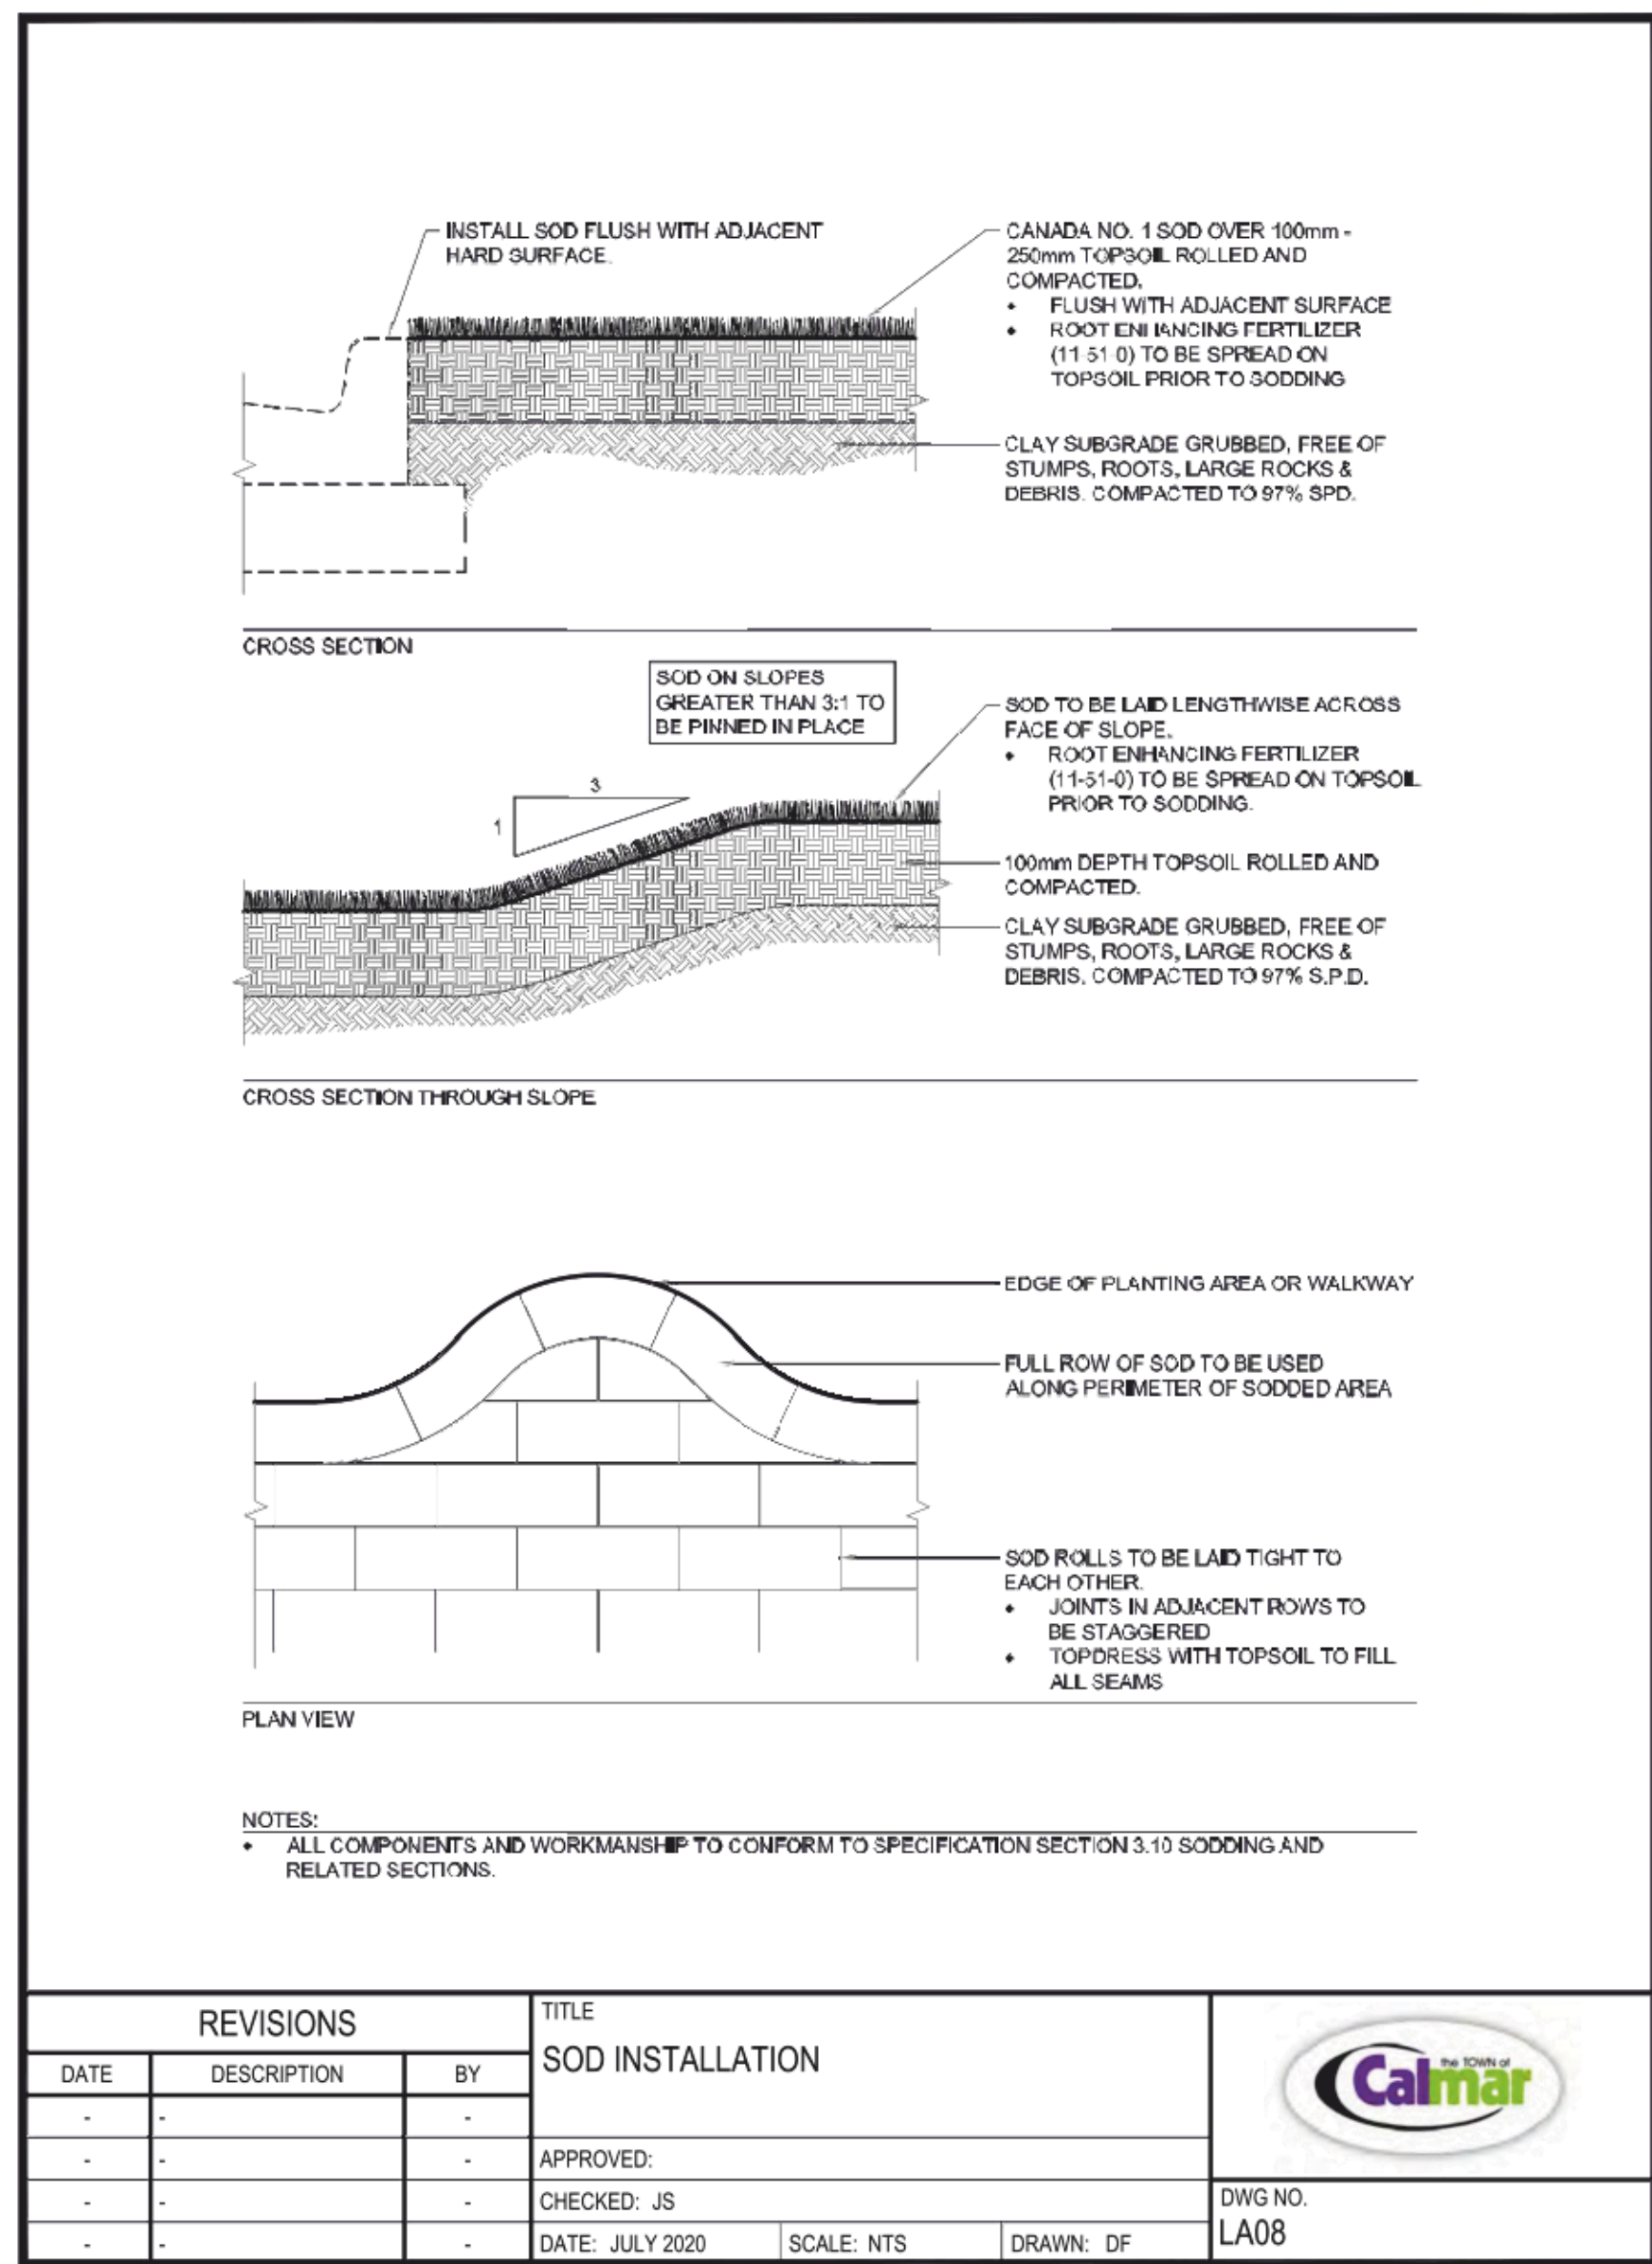 INSTALL SOD FLUSH WITH ADJACENT
HARD SURFACE.
CANADA NO. 1 SOD OVER 100mm -
250mm TOPSOIL ROLLED AND
COMPACTED.
• FLUSH WITH ADJACENT SURFACE
• ROOT ENHANCING FERTILIZER
(11-51-0) TO BE SPREAD ON
TOPSOIL PRIOR TO SODDING
CLAY SUBGRADE GRUBBED, FREE OF
STUMPS, ROOTS, LARGE ROCKS &
DEBRIS. COMPACTED TO 97% SPD.
CROSS SECTION
SOD ON SLOPES
GREATER THAN 3:1 TO
BE PINNED IN PLACE
SOD TO BE LAID LENGTHWISE ACROSS
FACE OF SLOPE.
• ROOT ENHANCING FERTILIZER
(11-51-0) TO BE SPREAD ON TOPSOIL
PRIOR TO SODDING.
3
1
100mm DEPTH TOPSOIL ROLLED AND
COMPACTED.
CLAY SUBGRADE GRUBBED, FREE OF
STUMPS, ROOTS, LARGE ROCKS &
DEBRIS. COMPACTED TO 97% S.P.D.
CROSS SECTION THROUGH SLOPE
EDGE OF PLANTING AREA OR WALKWAY
FULL ROW OF SOD TO BE USED
ALONG PERIMETER OF SODDED AREA
SOD ROLLS TO BE LAID TIGHT TO
EACH OTHER.
• JOINTS IN ADJACENT ROWS TO
BE STAGGERED
• TOPDRESS WITH TOPSOIL TO FILL
ALL SEAMS
PLAN VIEW
NOTES:
• ALL COMPONENTS AND WORKMANSHIP TO CONFORM TO SPECIFICATION SECTION 3.10 SODDING AND
RELATED SECTIONS.
REVISIONS
DATE DESCRIPTION BY
- - -
- - -
- - -
- - -
TITLE
SOD INSTALLATION
APPROVED:
CHECKED: JS
DATE: JULY 2020 SCALE: NTS DRAWN: DF
the TOWN of
Calmar
DWG NO.
LA08